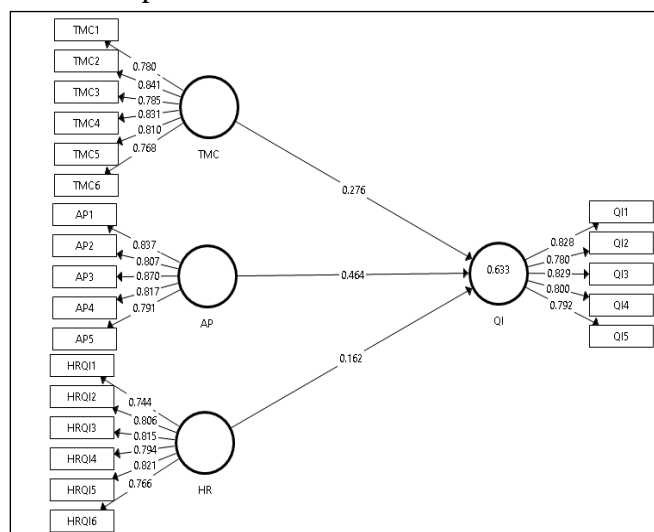 TMC1
TMC2
TMC3
TMC4
TMC5
TMC6
0.780
0.841
0.785
0.831
0.810
0.768
TMC
0.276
AP1
AP2
AP3
AP4
AP5
0.837
0.807
0.870
0.817
0.791
AP
0.464
HRQI1
HRQI2
HRQI3
HRQI4
HRQI5
HRQI6
0.744
0.806
0.815
0.794
0.821
0.766
HR
0.162
0.633
QI
0.828
0.780
0.829
0.800
0.792
QI1
QI2
QI3
QI4
QI5